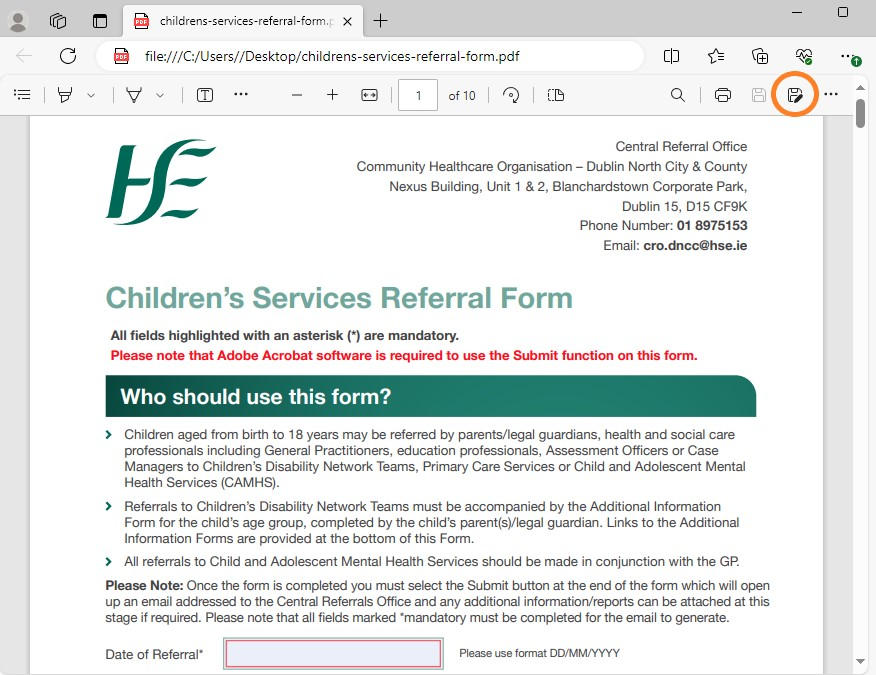 childrens-services-referral-form.p
file:///C:/Users//Desktop/childrens-services-referral-form.pdf
1 of 10
HSE
Central Referral Office
Community Healthcare Organisation – Dublin North City & County
Nexus Building, Unit 1 & 2, Blanchardstown Corporate Park,
Dublin 15, D15 CF9K
Phone Number: 01 8975153
Email: cro.dncc@hse.ie
Children's Services Referral Form
All fields highlighted with an asterisk (*) are mandatory.
Please note that Adobe Acrobat software is required to use the Submit function on this form.
Who should use this form?
Children aged from birth to 18 years may be referred by parents/legal guardians, health and social care
professionals including General Practitioners, education professionals, Assessment Officers or Case
Managers to Children's Disability Network Teams, Primary Care Services or Child and Adolescent Mental
Health Services (CAMHS).
Referrals to Children's Disability Network Teams must be accompanied by the Additional Information
Form for the child's age group, completed by the child's parent(s)/legal guardian. Links to the Additional
Information Forms are provided at the bottom of this Form.
All referrals to Child and Adolescent Mental Health Services should be made in conjunction with the GP.
Please Note: Once the form is completed you must select the Submit button at the end of the form which will open
up an email addressed to the Central Referrals Office and any additional information/reports can be attached at this
stage if required. Please note that all fields marked *mandatory must be completed for the email to generate.
Date of Referral* Please use format DD/MM/YYYY